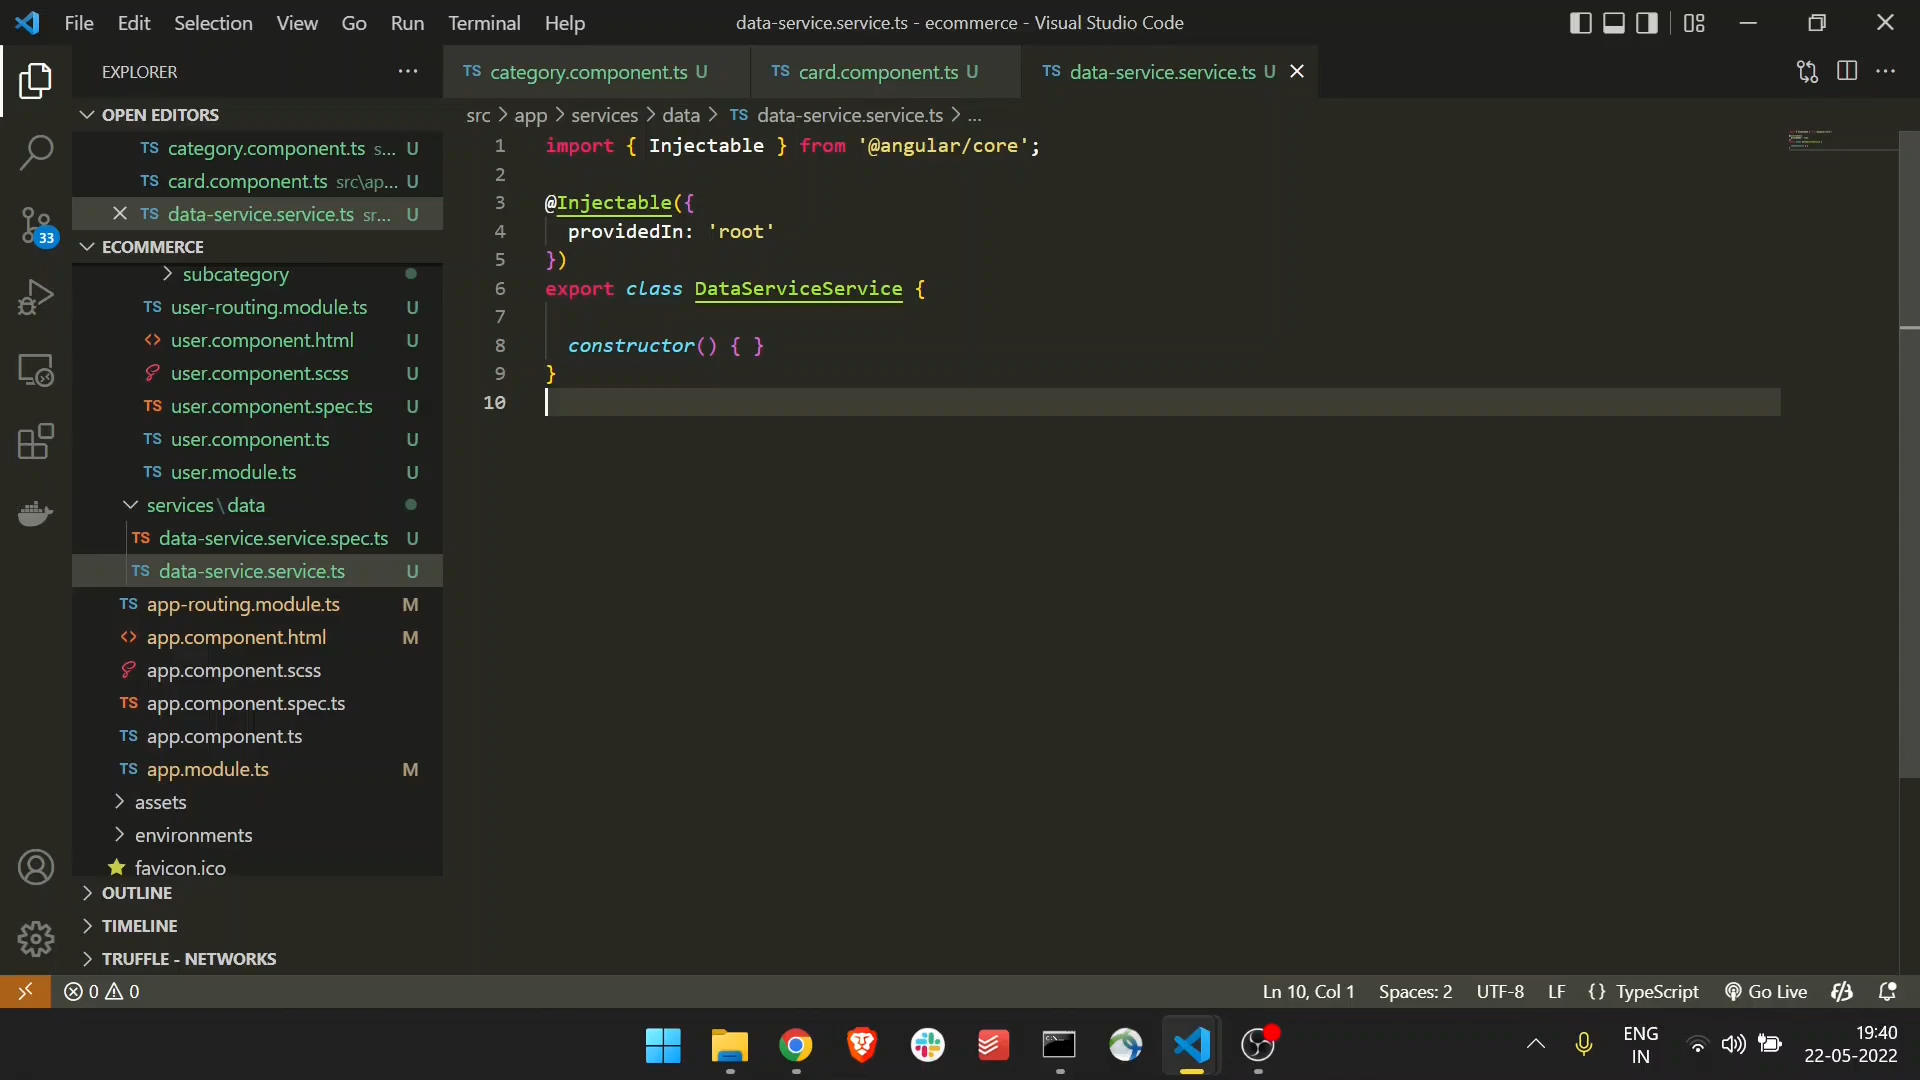 File Edit Selection View Go Run Terminal Help
data-service.service.ts - ecommerce - Visual Studio Code
EXPLORER
OPEN EDITORS
TS category.component.ts s... U
TS card.component.ts src\ap... U
TS data-service.service.ts sr... U
33
ECOMMERCE
subcategory
TS user-routing.module.ts U
<> user.component.html U
user.component.scss U
TS user.component.spec.ts U
TS user.component.ts U
TS user.module.ts U
services\data
TS data-service.service.spec.ts U
TS data-service.service.ts U
TS app-routing.module.ts M
<> app.component.html M
app.component.scss
TS app.component.spec.ts
TS app.component.ts
TS app.module.ts M
assets
environments
favicon.ico
OUTLINE
TIMELINE
TRUFFLE - NETWORKS
TS category.component.ts U
TS card.component.ts U
TS data-service.service.ts U
src > app > services > data > TS data-service.service.ts > ...
1 import { Injectable } from '@angular/core';
2
3 @Injectable({
4 providedIn: 'root'
5 })
6 export class DataServiceService {
7
8 constructor() { }
9 }
10
0 0
Ln 10, Col 1 Spaces: 2 UTF-8 LF {} TypeScript Go Live
ENG
IN
19:40
22-05-2022